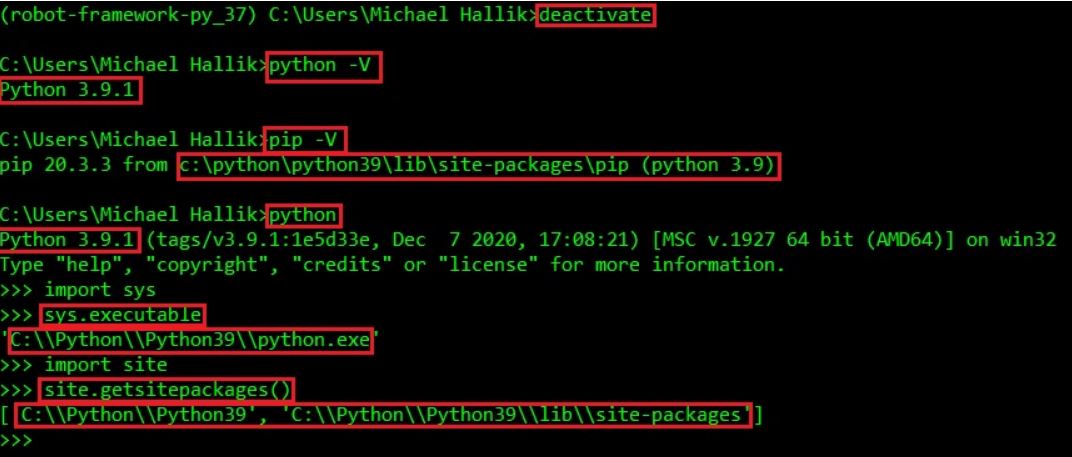 (robot-framework-py_37) C:\Users\Michael Hallik>deactivate
C:\Users\Michael Hallik>python -V
Python 3.9.1
C:\Users\Michael Hallik>pip -V
pip 20.3.3 from c:\python\python39\lib\site-packages\pip (python 3.9)
C:\Users\Michael Hallik>python
Python 3.9.1 (tags/v3.9.1:1e5d33e, Dec  7 2020, 17:08:21) [MSC v.1927 64 bit (AMD64)] on win32
Type "help", "copyright", "credits" or "license" for more information.
>>> import sys
>>> sys.executable
'C:\\Python\\Python39\\python.exe'
>>> import site
>>> site.getsitepackages()
['C:\\Python\\Python39', 'C:\\Python\\Python39\\lib\\site-packages']
>>>